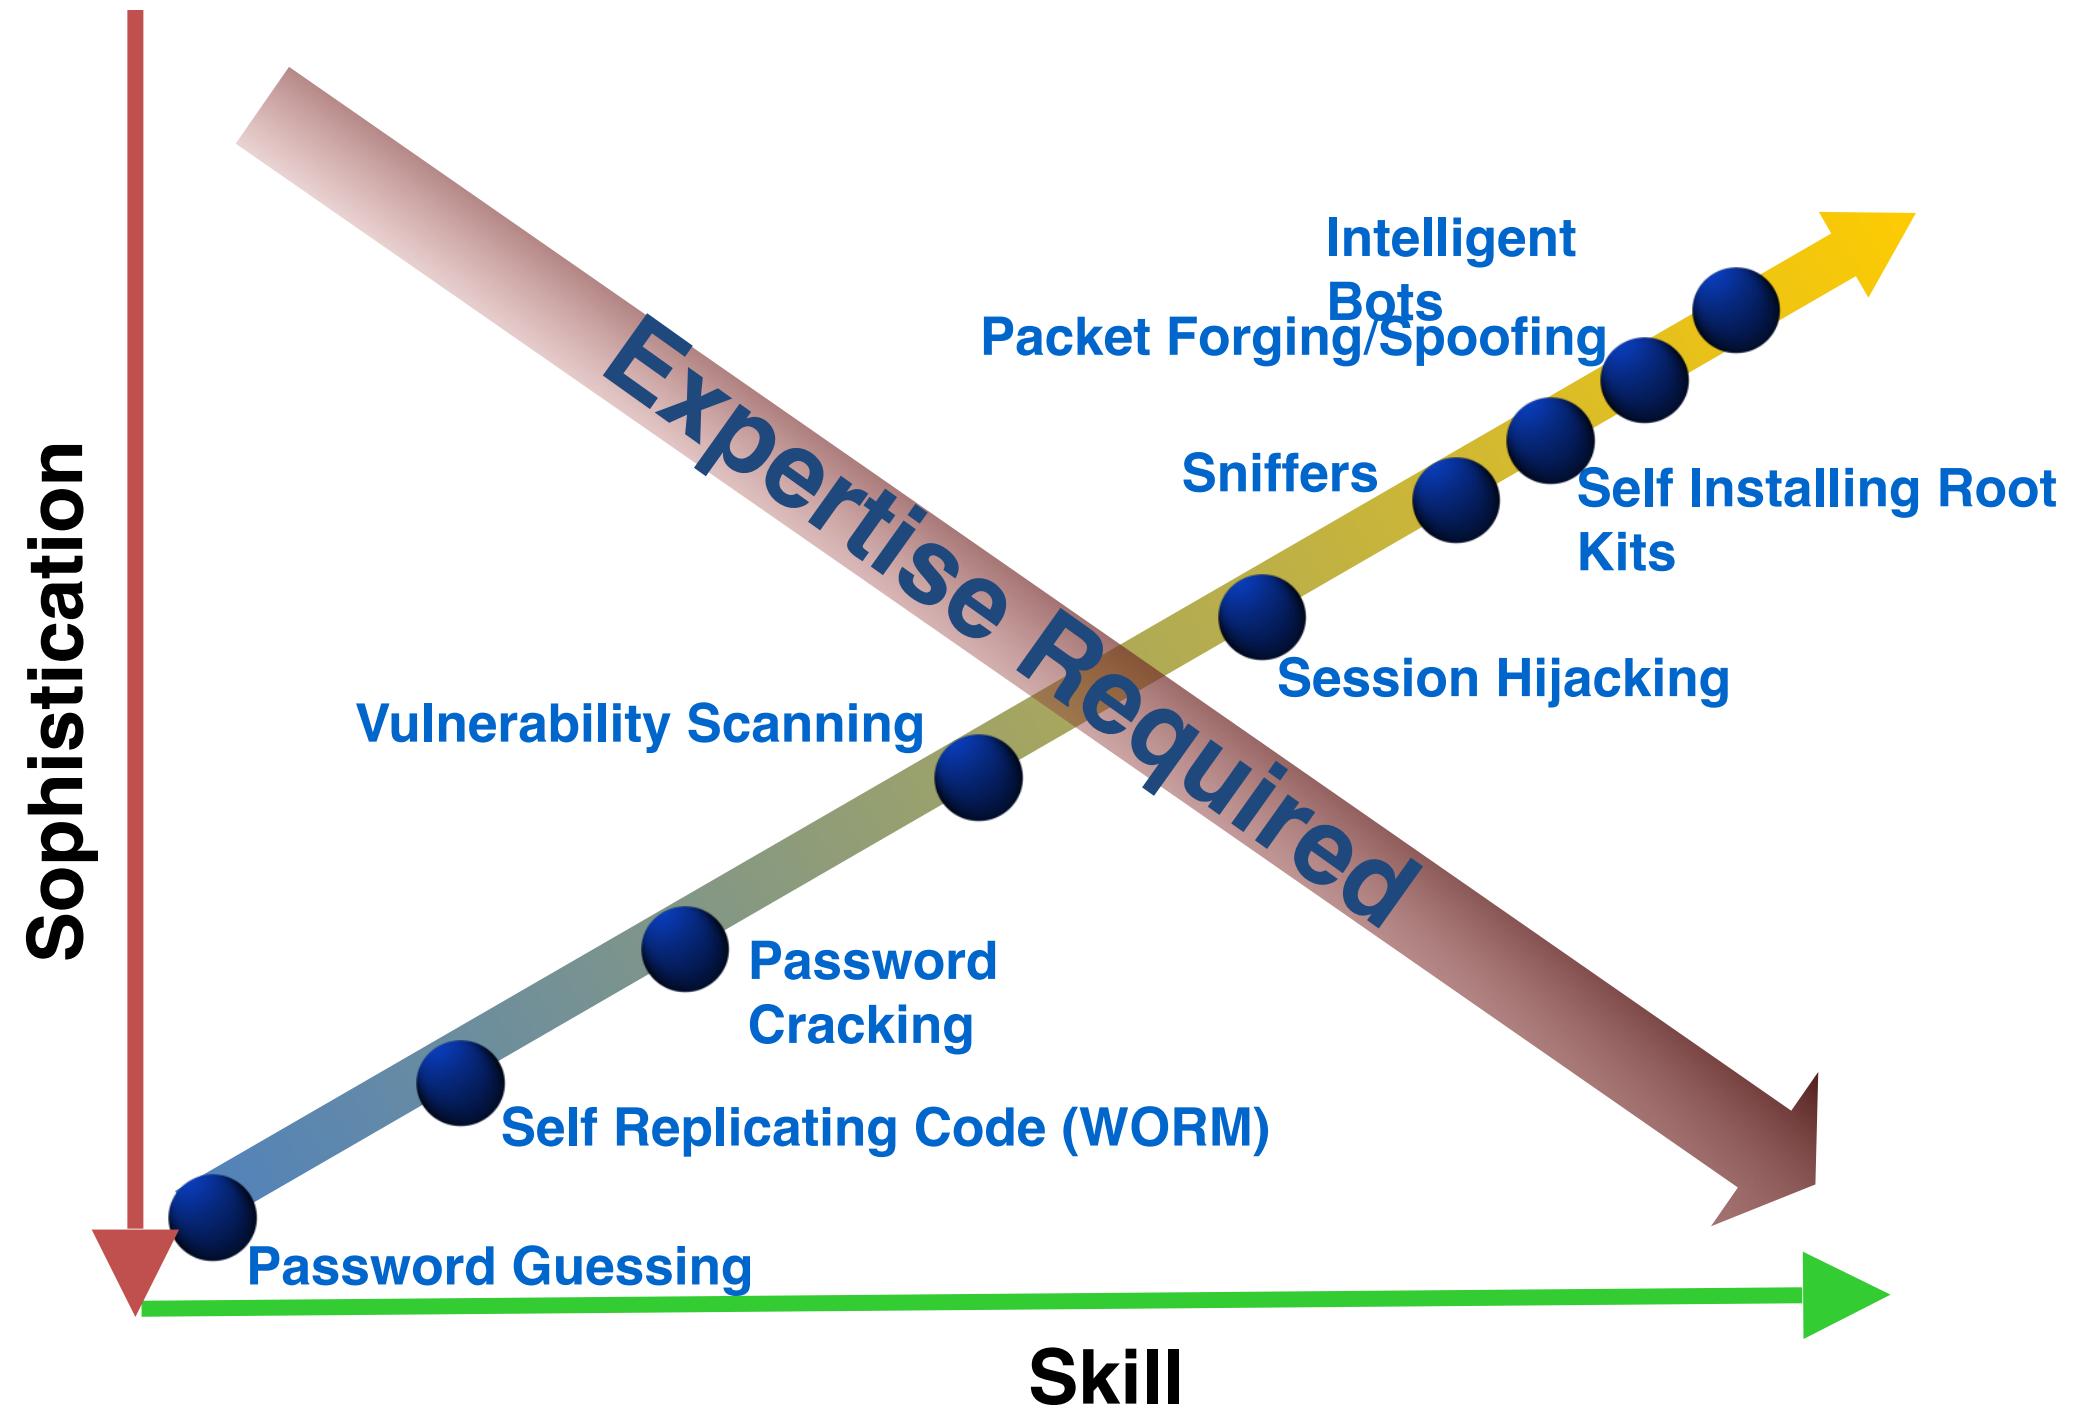 Intelligent
Bots
Packet Forging/Spoofing
Sniffers
Self Installing Root
Kits
Expertise Required
Session Hijacking
Vulnerability Scanning
Password
Cracking
Self Replicating Code (WORM)
Password Guessing
Sophistication
Skill